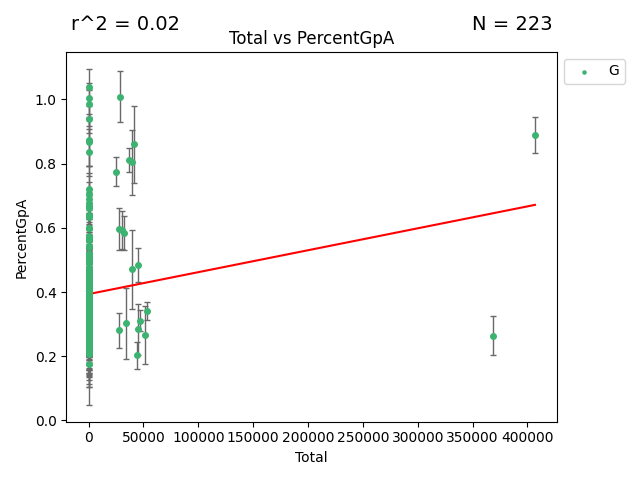 r^2 = 0.02
N = 223
Total vs PercentGpA
G
PercentGpA
1.0
0.8
0.6
0.4
0.2
0.0
0 50000 100000 150000 200000 250000 300000 350000 400000
Total